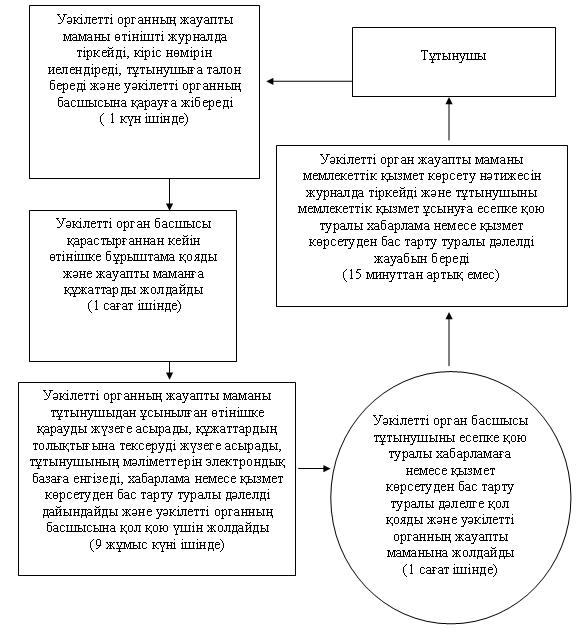 Уәкілетті органның жауапты
маманы өтінішті журналда
тіркейді, кіріс нөмірін
иелендіреді, тұтынушыға талон
береді және уәкілетті органның
басшысына қарауға жібереді
( 1 күн ішінде)
Тұтынушы
Уәкілетті орган жауапты маманы
мемлекеттік қызмет көрсету нәтижесін
журналда тіркейді және тұтынушыны
мемлекеттік қызмет ұсынуға есепке қою
туралы хабарлама немесе қызмет
көрсетуден бас тарту туралы дәлелді
жауабын береді
(15 минуттан артық емес)
Уәкілетті орган басшысы
қарастырғаннан кейін
өтінішке бұрыштама қояды
және жауапты маманға
құжаттарды жолдайды
(1 сағат ішінде)
Уәкілетті органның жауапты маманы
тұтынушыдан ұсынылған өтінішке
қарауды жүзеге асырады, құжаттардың
толықтығына тексеруді жүзеге асырады,
тұтынушының мәліметтерін электрондық
базаға енгізеді, хабарлама немесе қызмет
көрсетуден бас тарту туралы дәлелді
дайындайды және уәкілетті органның
басшысына қол қою үшін жолдайды
(9 жұмыс күні ішінде)
Уәкілетті орган басшысы
тұтынушыны есепке қою
туралы хабарламаға
немесе қызмет
көрсетуден бас тарту
туралы дәлелге қол
қояды және уәкілетті
органның жауапты
маманына жолдайды
(1 сағат ішінде)